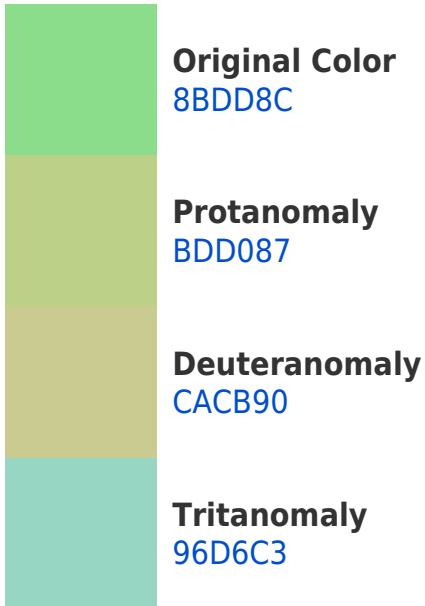 Original Color
8BDD8C
Protanomaly
BDD087
Deuteranomaly
CACB90
Tritanomaly
96D6C3